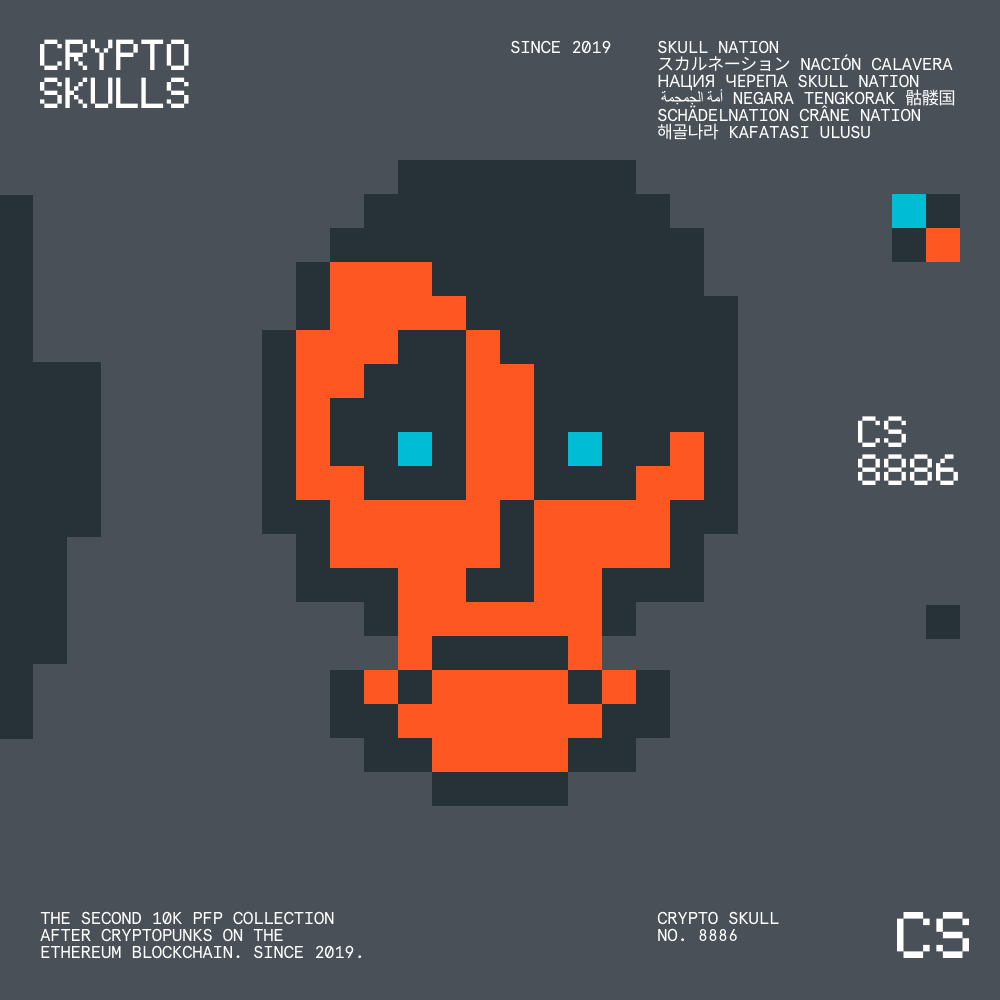 CRYPTO
SKULLS
SINCE 2019
SKULL NATION
スカルネーション NACIÓN CALAVERA
НАЦИЯ ЧЕРЕПА SKULL NATION
أمة الجمجمة NEGARA TENGKORAK 骷髅国
SCHÄDELNATION CRÂNE NATION
해골나라 KAFATASI ULUSU
CS
8886
THE SECOND 10K PFP COLLECTION
AFTER CRYPTOPUNKS ON THE
ETHEREUM BLOCKCHAIN. SINCE 2019.
CRYPTO SKULL
NO. 8886
CS